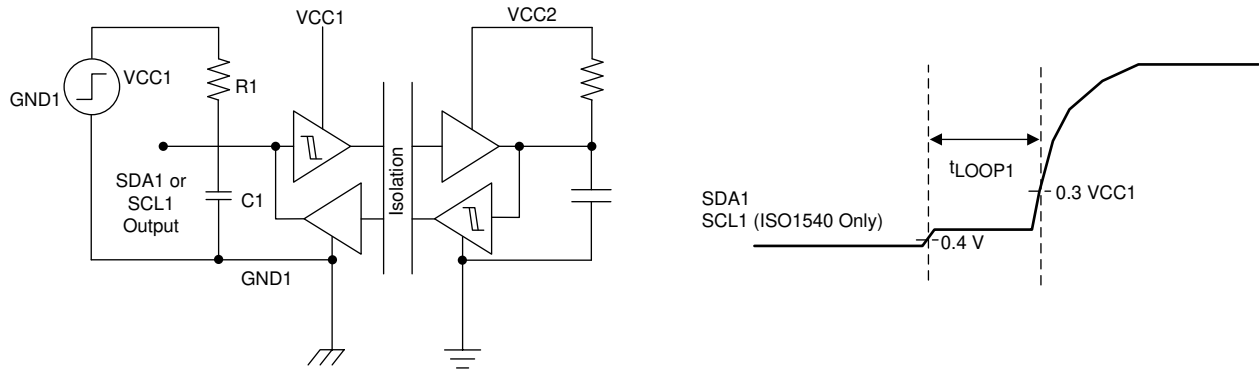 VCC1
VCC2
VCC1
GND1
R1
SDA1 or
SCL1
Output
C1
Isolation
GND1
tLOOP1
0.3 VCC1
SDA1
SCL1 (ISO1540 Only)
0.4 V